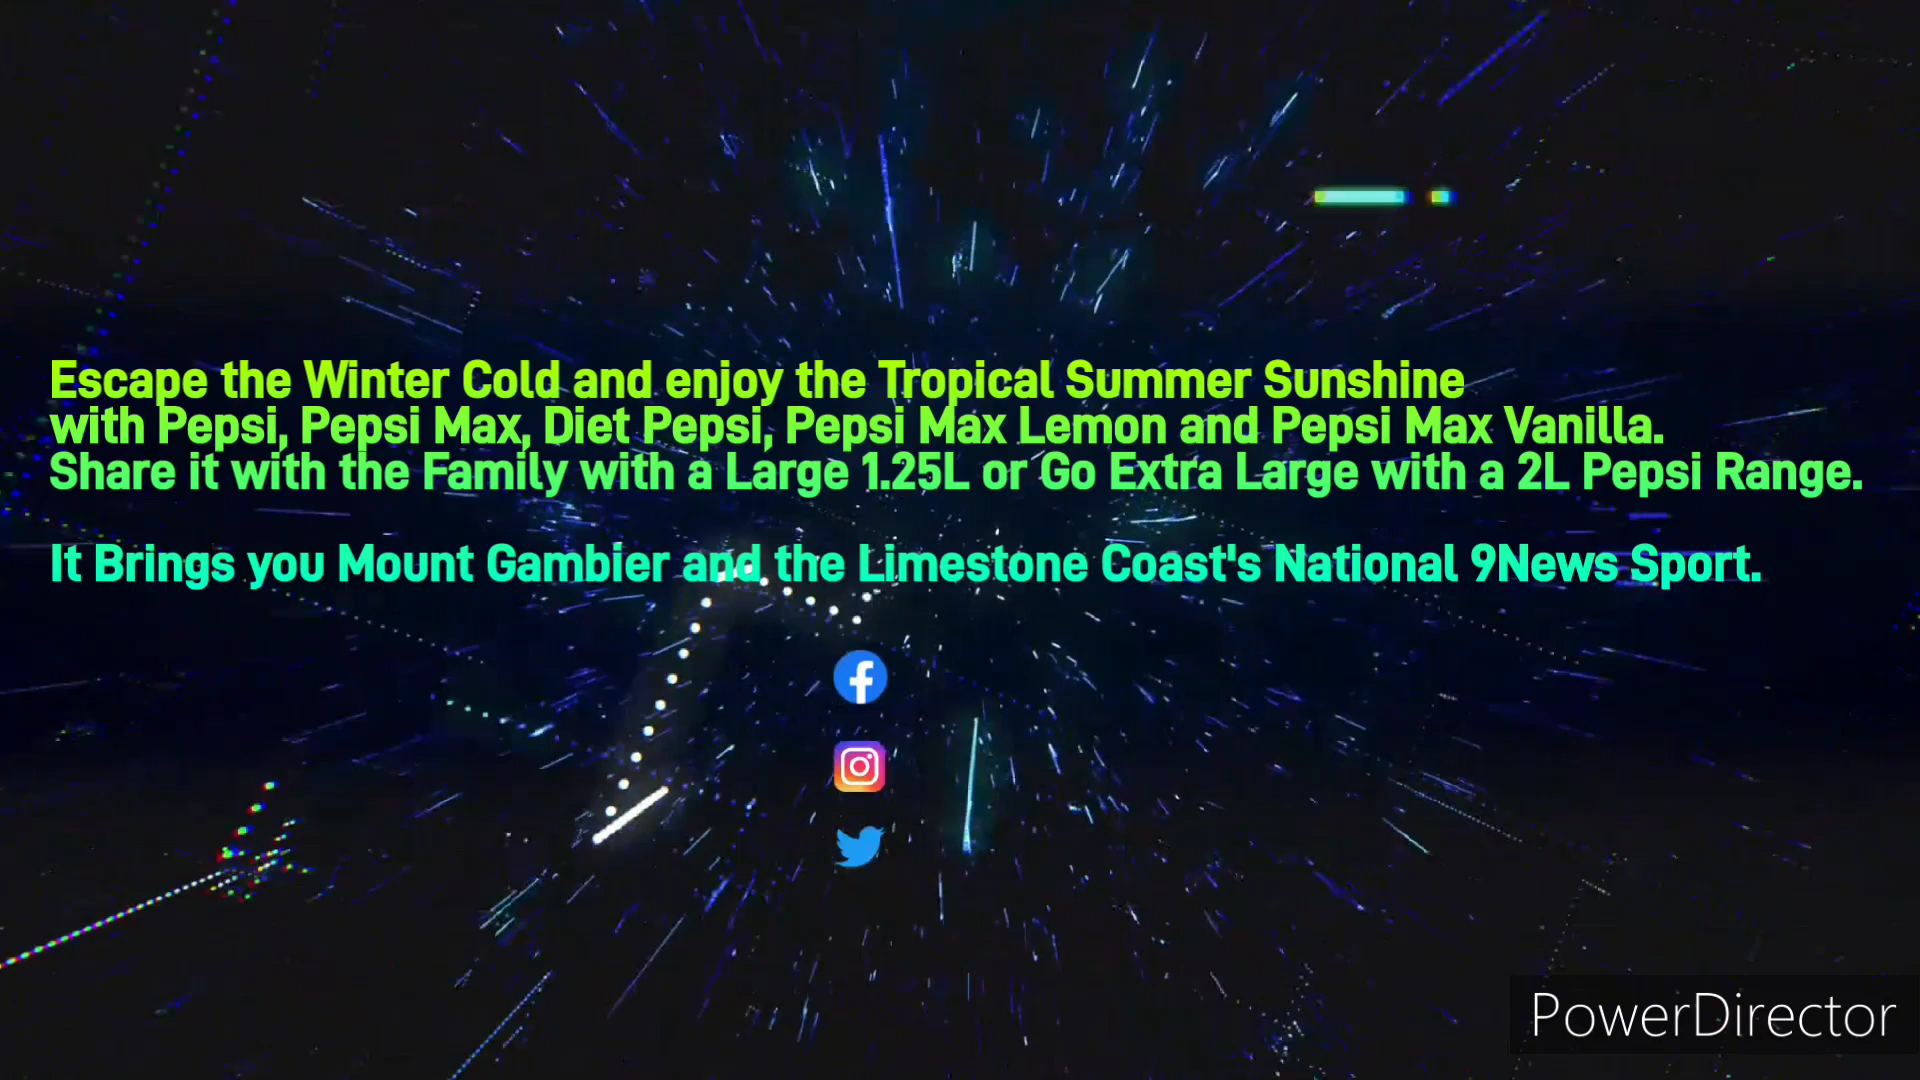 Escape the Winter Cold and enjoy the Tropical Summer Sunshine
with Pepsi, Pepsi Max, Diet Pepsi, Pepsi Max Lemon and Pepsi Max Vanilla.
Share it with the Family with a Large 1.25L or Go Extra Large with a 2L Pepsi Range.
It Brings you Mount Gambier and the Limestone Coast's National 9News Sport.
PowerDirector